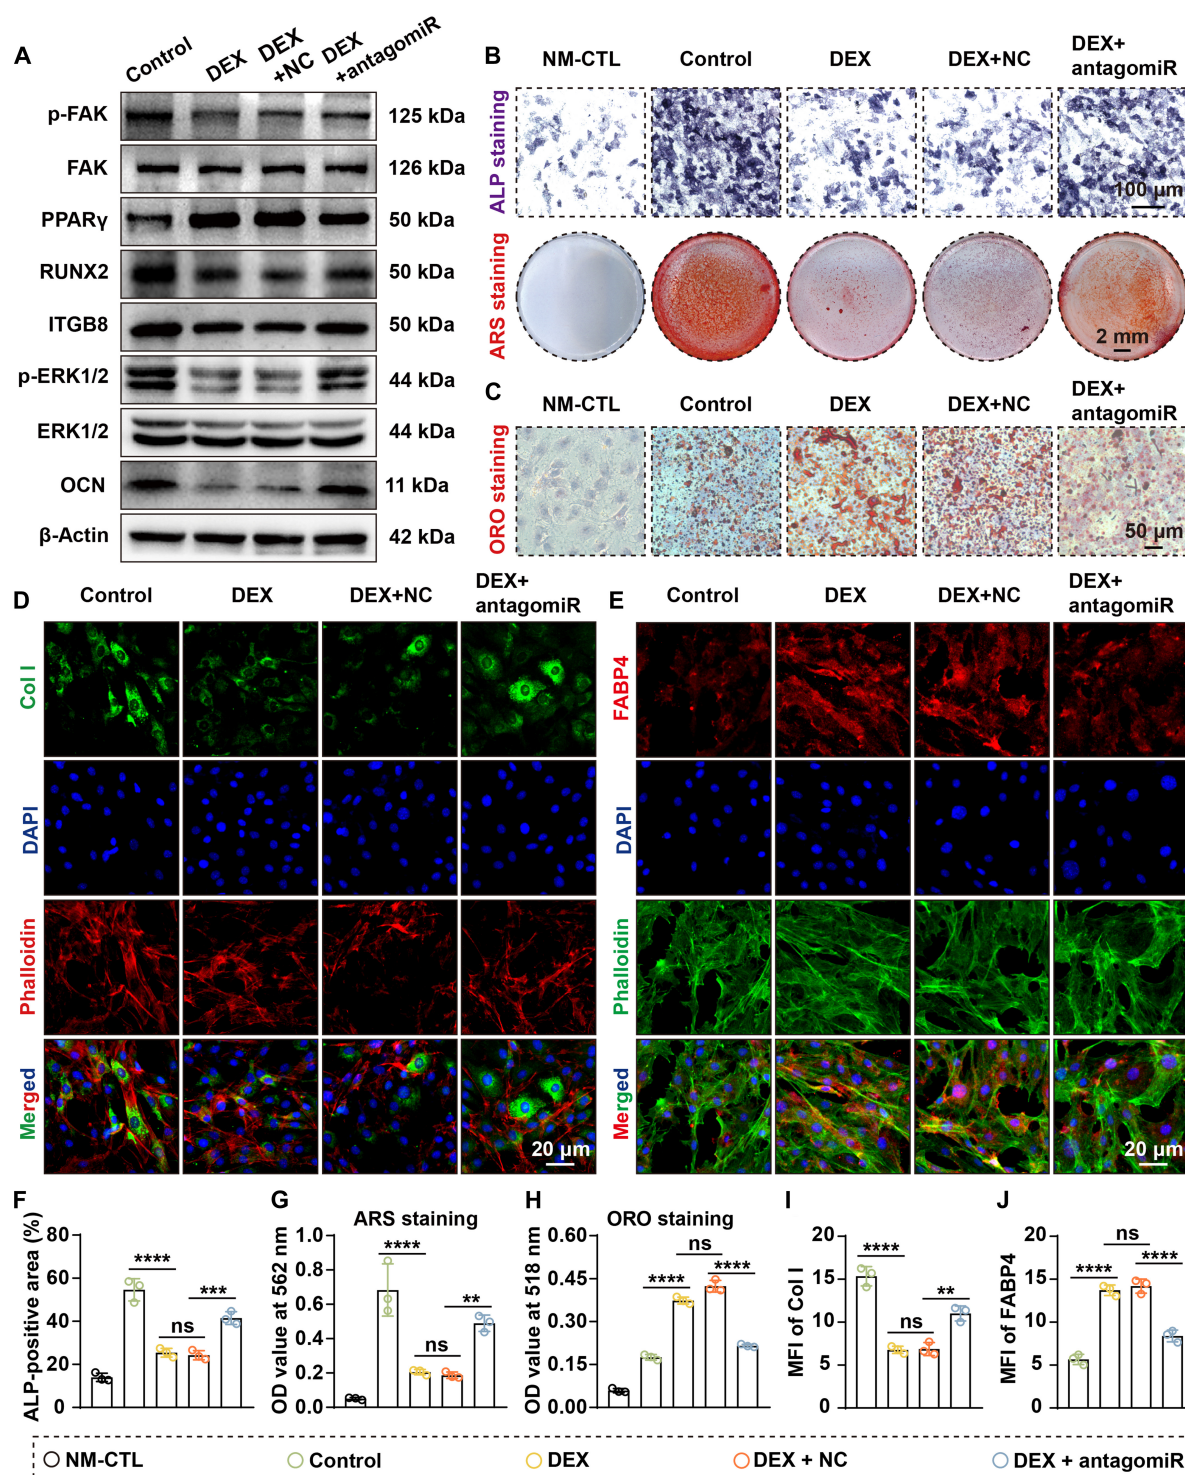 A
Control
DEX
DEX
+NC
DEX
+antagomiR
p-FAK
125 kDa
FAK
126 kDa
PPARγ
50 kDa
RUNX2
50 kDa
ITGB8
50 kDa
p-ERK1/2
44 kDa
ERK1/2
44 kDa
OCN
11 kDa
β-Actin
42 kDa
B
NM-CTL
Control
DEX
DEX+NC
DEX+
antagomiR
ALP staining
100 μm
ARS staining
2 mm
C
NM-CTL
Control
DEX
DEX+NC
DEX+
antagomiR
ORO staining
50 μm
D
Control
DEX
DEX+NC
DEX+
antagomiR
Col I
DAPI
Phalloidin
Merged
20 μm
E
Control
DEX
DEX+NC
DEX+
antagomiR
FABP4
DAPI
Phalloidin
Merged
20 μm
F
ALP-positive area (%)
80
60
40
20
0
****
ns
***
G
ARS staining
OD value at 562 nm
1.0
0.8
0.6
0.4
0.2
0.0
****
ns
**
H
ORO staining
OD value at 518 nm
0.60
0.45
0.30
0.15
0.00
****
ns
****
I
MFI of Col I
20
15
10
5
0
****
ns
**
J
MFI of FABP4
20
15
10
5
0
****
ns
****
NM-CTL
Control
DEX
DEX + NC
DEX + antagomiR